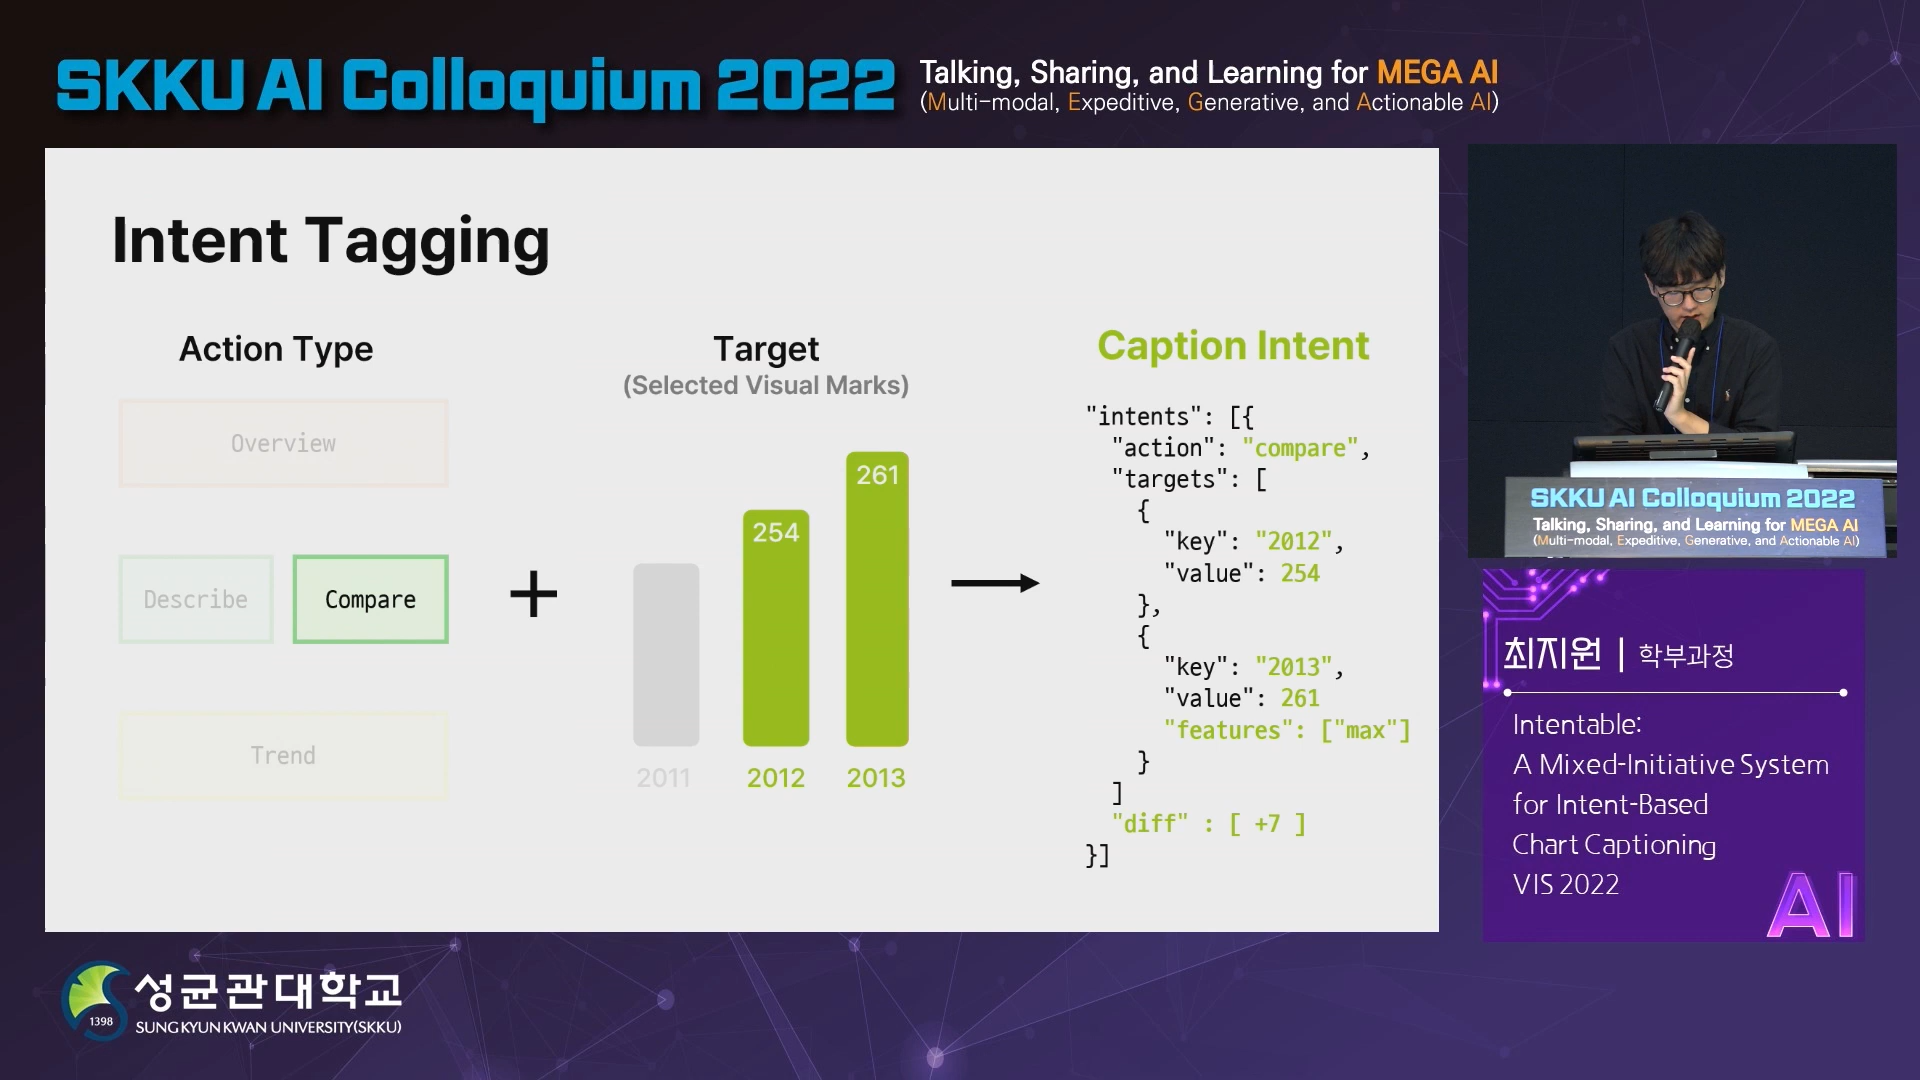 SKKU AI Colloquium 2022
Talking, Sharing, and Learning for MEGA AI
(Multi-modal, Expeditive, Generative, and Actionable AI)
Intent Tagging
Action Type
Overview
Describe
Compare
Trend
+
Target
(Selected Visual Marks)
254
261
2011
2012
2013
Caption Intent
"intents": [{
"action": "compare",
"targets": [
{
"key": "2012",
"value": 254
},
{
"key": "2013",
"value": 261
"features": ["max"]
}
]
"diff" : [ +7 ]
}]
SKKU AI Colloquium 2022
Talking, Sharing, and Learning for MEGA AI
(Multi-modal, Expeditive, Generative, and Actionable AI)
최지원 | 학부과정
Intentable:
A Mixed-Initiative System
for Intent-Based
Chart Captioning
VIS 2022
AI
1398
성균관대학교
SUNG KYUN KWAN UNIVERSITY(SKKU)